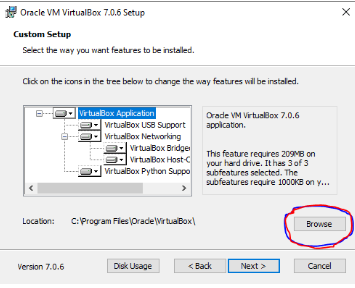 Oracle VM VirtualBox 7.0.6 Setup
Custom Setup
Select the way you want features to be installed.
Click on the icons in the tree below to change the way features will be installed.
VirtualBox Application
VirtualBox USB Support
VirtualBox Networking
VirtualBox Bridge
VirtualBox Host-C
VirtualBox Python Suppo
Oracle VM VirtualBox 7.0.6
application.
This feature requires 209MB on
your hard drive. It has 3 of 3
subfeatures selected. The
subfeatures require 1000KB on y...
Location: C:\Program Files\Oracle\VirtualBox\
Browse
Version 7.0.6 Disk Usage < Back Next > Cancel